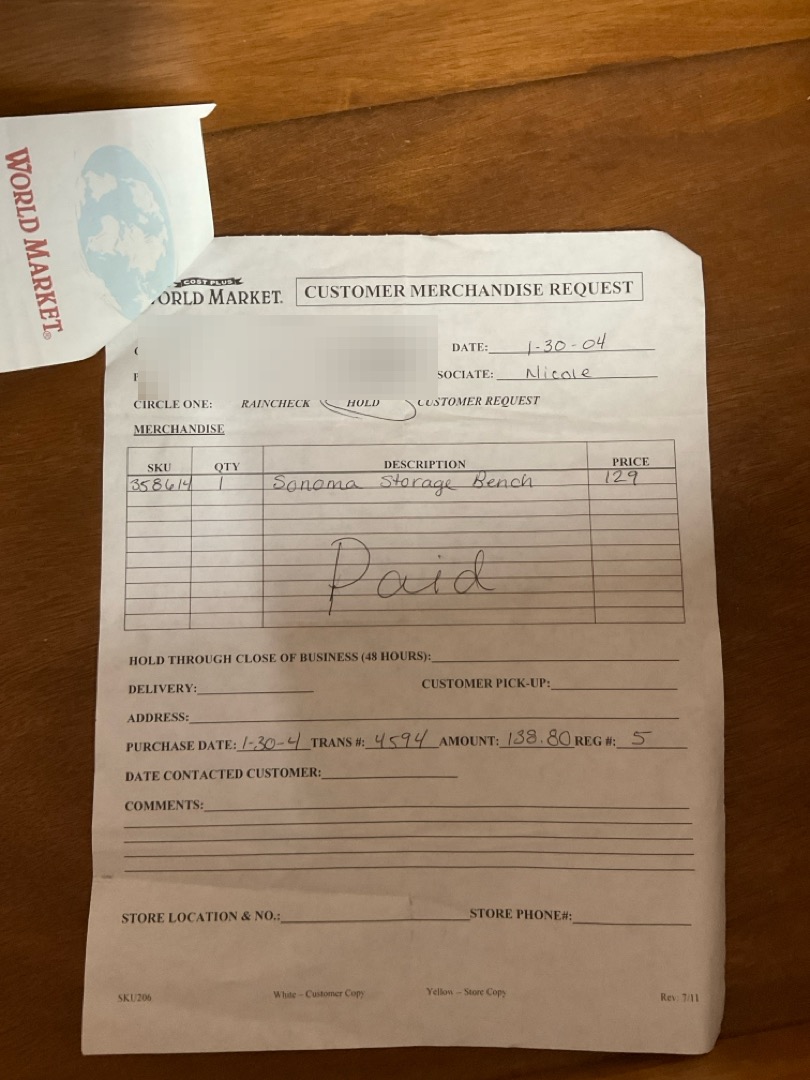 WORLD MARKET®
COST PLUS
WORLD MARKET. CUSTOMER MERCHANDISE REQUEST
DATE: 1-30-04
SOCIATE: Nicole
CIRCLE ONE: RAINCHECK HOLD CUSTOMER REQUEST
MERCHANDISE
SKU QTY DESCRIPTION PRICE
358614 1 Sonoma Storage Bench 129
Paid
HOLD THROUGH CLOSE OF BUSINESS (48 HOURS):
DELIVERY: CUSTOMER PICK-UP:
ADDRESS:
PURCHASE DATE: 1-30-4 TRANS #: 4594 AMOUNT: 138.80 REG #: 5
DATE CONTACTED CUSTOMER:
COMMENTS:
STORE LOCATION & NO.: STORE PHONE#:
SKU206 White – Customer Copy Yellow – Store Copy Rev: 7/11